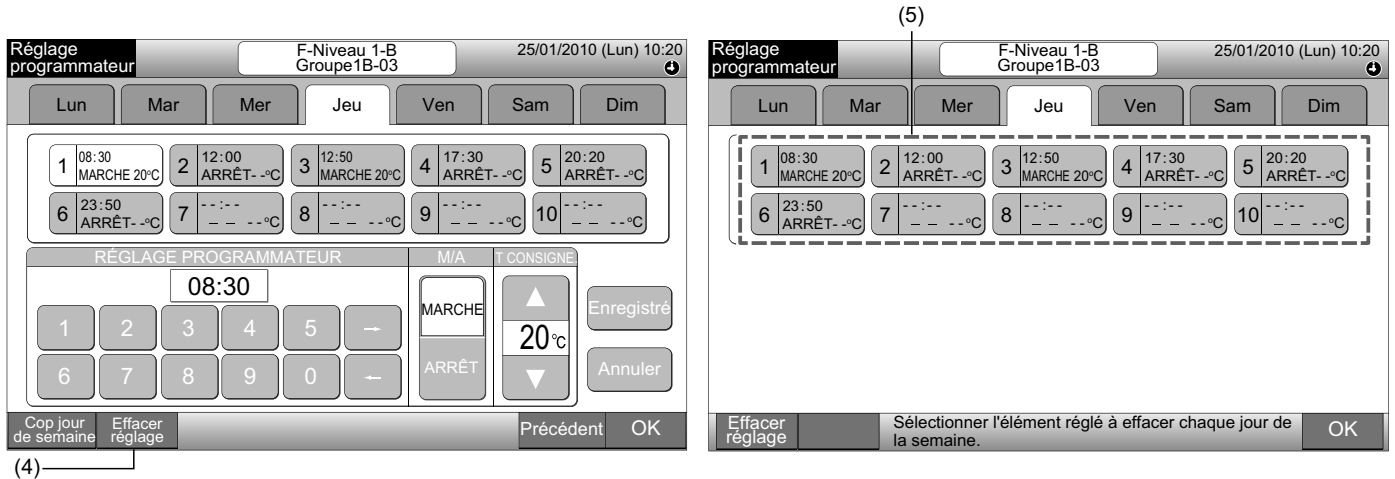 (5)
Réglage
programmateur
F-Niveau 1-B
Groupe1B-03
25/01/2010 (Lun) 10:20
Lun Mar Mer Jeu Ven Sam Dim
1 08:30 MARCHE 20°C
2 12:00 ARRÊT- -°C
3 12:50 MARCHE 20°C
4 17:30 ARRÊT- -°C
5 20:20 ARRÊT- -°C
6 23:50 ARRÊT- -°C
7 --:-- – – --°C
8 --:-- – – --°C
9 --:-- – – --°C
10 --:-- – – --°C
RÉGLAGE PROGRAMMATEUR M/A T CONSIGNE
08:30
1 2 3 4 5 →
6 7 8 9 0 ←
MARCHE
ARRÊT
▲
20°C
▼
Enregistré
Annuler
Cop jour
de semaine
Effacer
réglage
Précédent
OK
(4)
Réglage
programmateur
F-Niveau 1-B
Groupe1B-03
25/01/2010 (Lun) 10:20
Lun Mar Mer Jeu Ven Sam Dim
1 08:30 MARCHE 20°C
2 12:00 ARRÊT- -°C
3 12:50 MARCHE 20°C
4 17:30 ARRÊT- -°C
5 20:20 ARRÊT- -°C
6 23:50 ARRÊT- -°C
7 --:-- – – --°C
8 --:-- – – --°C
9 --:-- – – --°C
10 --:-- – – --°C
Effacer
réglage
Sélectionner l'élément réglé à effacer chaque jour de
la semaine.
OK